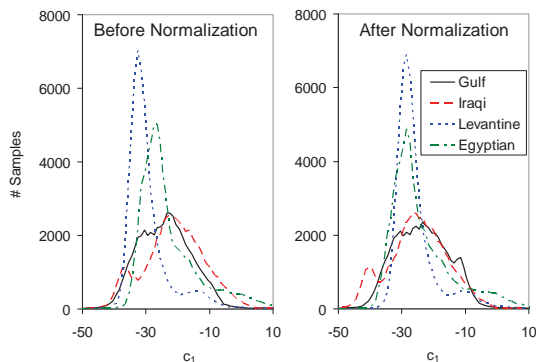 Before Normalization
After Normalization
8000
6000
4000
2000
0
# Samples
-50 -30 -10 10
c1
8000
6000
4000
2000
0
-50 -30 -10 10
c1
Gulf
Iraqi
Levantine
Egyptian